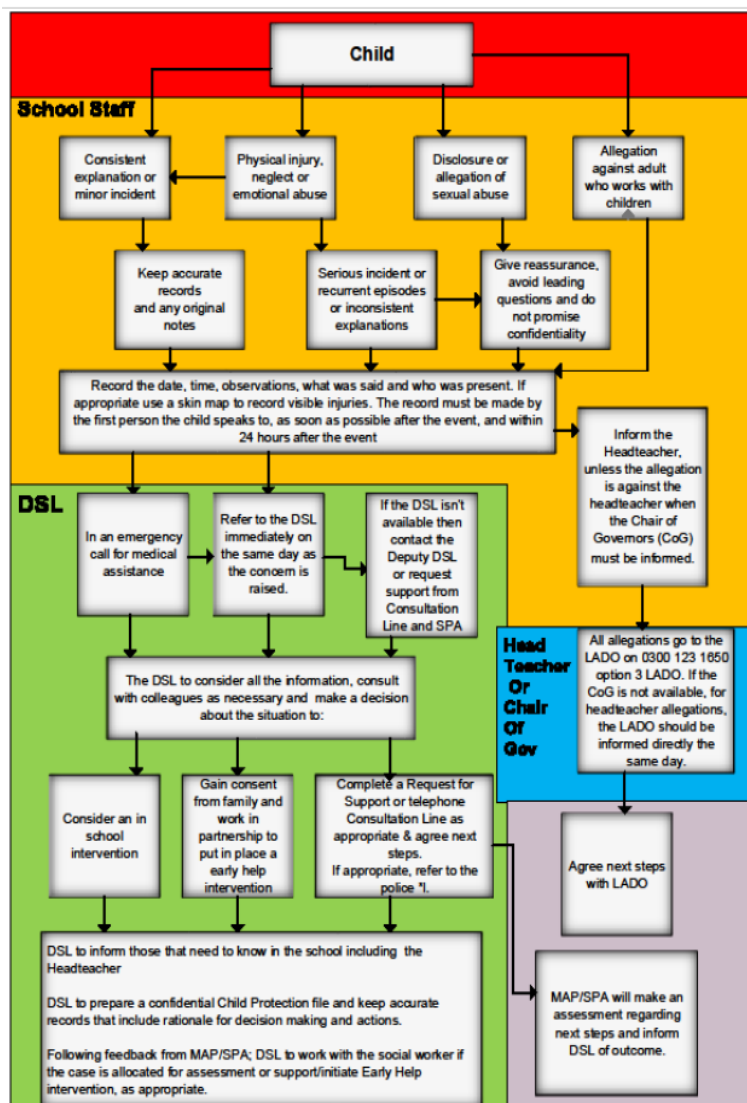 Child
School Staff
Consistent
explanation or
minor incident
Physical injury,
neglect or
emotional abuse
Disclosure or
allegation of
sexual abuse
Allegation
against adult
who works with
children
Keep accurate
records
and any original
notes
Serious incident or
recurrent episodes
or inconsistent
explanations
Give reassurance,
avoid leading
questions and do
not promise
confidentiality
Record the date, time, observations, what was said and who was present. If
appropriate use a skin map to record visible injuries. The record must be made by
the first person the child speaks to, as soon as possible after the event, and within
24 hours after the event
Inform the
Headteacher,
unless the allegation
is against the
headteacher when
the Chair of
Governors (CoG)
must be informed.
DSL
In an emergency
call for medical
assistance
Refer to the DSL
immediately on
the same day as
the concern is
raised.
If the DSL isn't
available then
contact the
Deputy DSL
or request
support from
Consultation
Line and SPA
Head
Teacher
Or
Chair
Of
Gov
All allegations go to the
LADO on 0300 123 1650
option 3 LADO. If the
CoG is not available, for
headteacher allegations,
the LADO should be
informed directly the
same day.
The DSL to consider all the information, consult
with colleagues as necessary and make a decision
about the situation to:
Consider an in
school
intervention
Gain consent
from family and
work in
partnership to
put in place a
early help
intervention
Complete a Request for
Support or telephone
Consultation Line as
appropriate & agree next
steps.
If appropriate, refer to the
police *I.
Agree next steps
with LADO
DSL to inform those that need to know in the school including the
Headteacher
DSL to prepare a confidential Child Protection file and keep accurate
records that include rationale for decision making and actions.
Following feedback from MAP/SPA; DSL to work with the social worker if
the case is allocated for assessment or support/initiate Early Help
intervention, as appropriate.
MAP/SPA will make an
assessment regarding
next steps and inform
DSL of outcome.